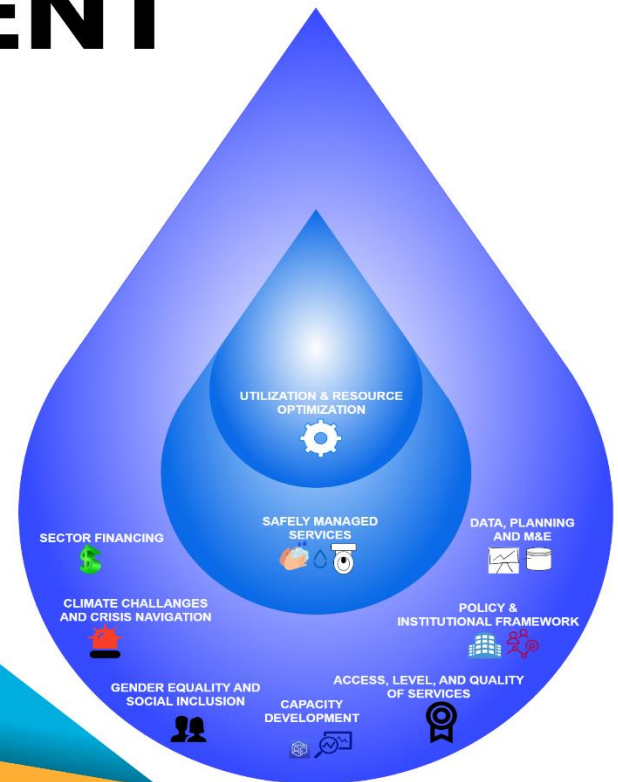 ENT
UTILIZATION & RESOURCE
OPTIMIZATION
SAFELY MANAGED
SERVICES
SECTOR FINANCING
DATA, PLANNING
AND M&E
CLIMATE CHALLANGES
AND CRISIS NAVIGATION
POLICY &
INSTITUTIONAL FRAMEWORK
GENDER EQUALITY AND
SOCIAL INCLUSION
CAPACITY
DEVELOPMENT
ACCESS, LEVEL, AND QUALITY
OF SERVICES